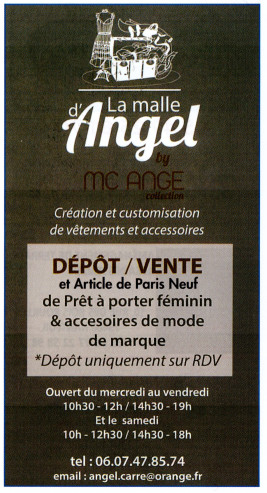 La malle
d'Angel
by
MC ANGE
collection
Création et customisation
de vêtements et accessoires
DÉPÔT / VENTE
et Article de Paris Neuf
de Prêt à porter féminin
& accesoires de mode
de marque
*Dépôt uniquement sur RDV
Ouvert du mercredi au vendredi
10h30 - 12h / 14h30 - 19h
Et le samedi
10h - 12h30 / 14h30 - 18h
tel : 06.07.47.85.74
email : angel.carre@orange.fr